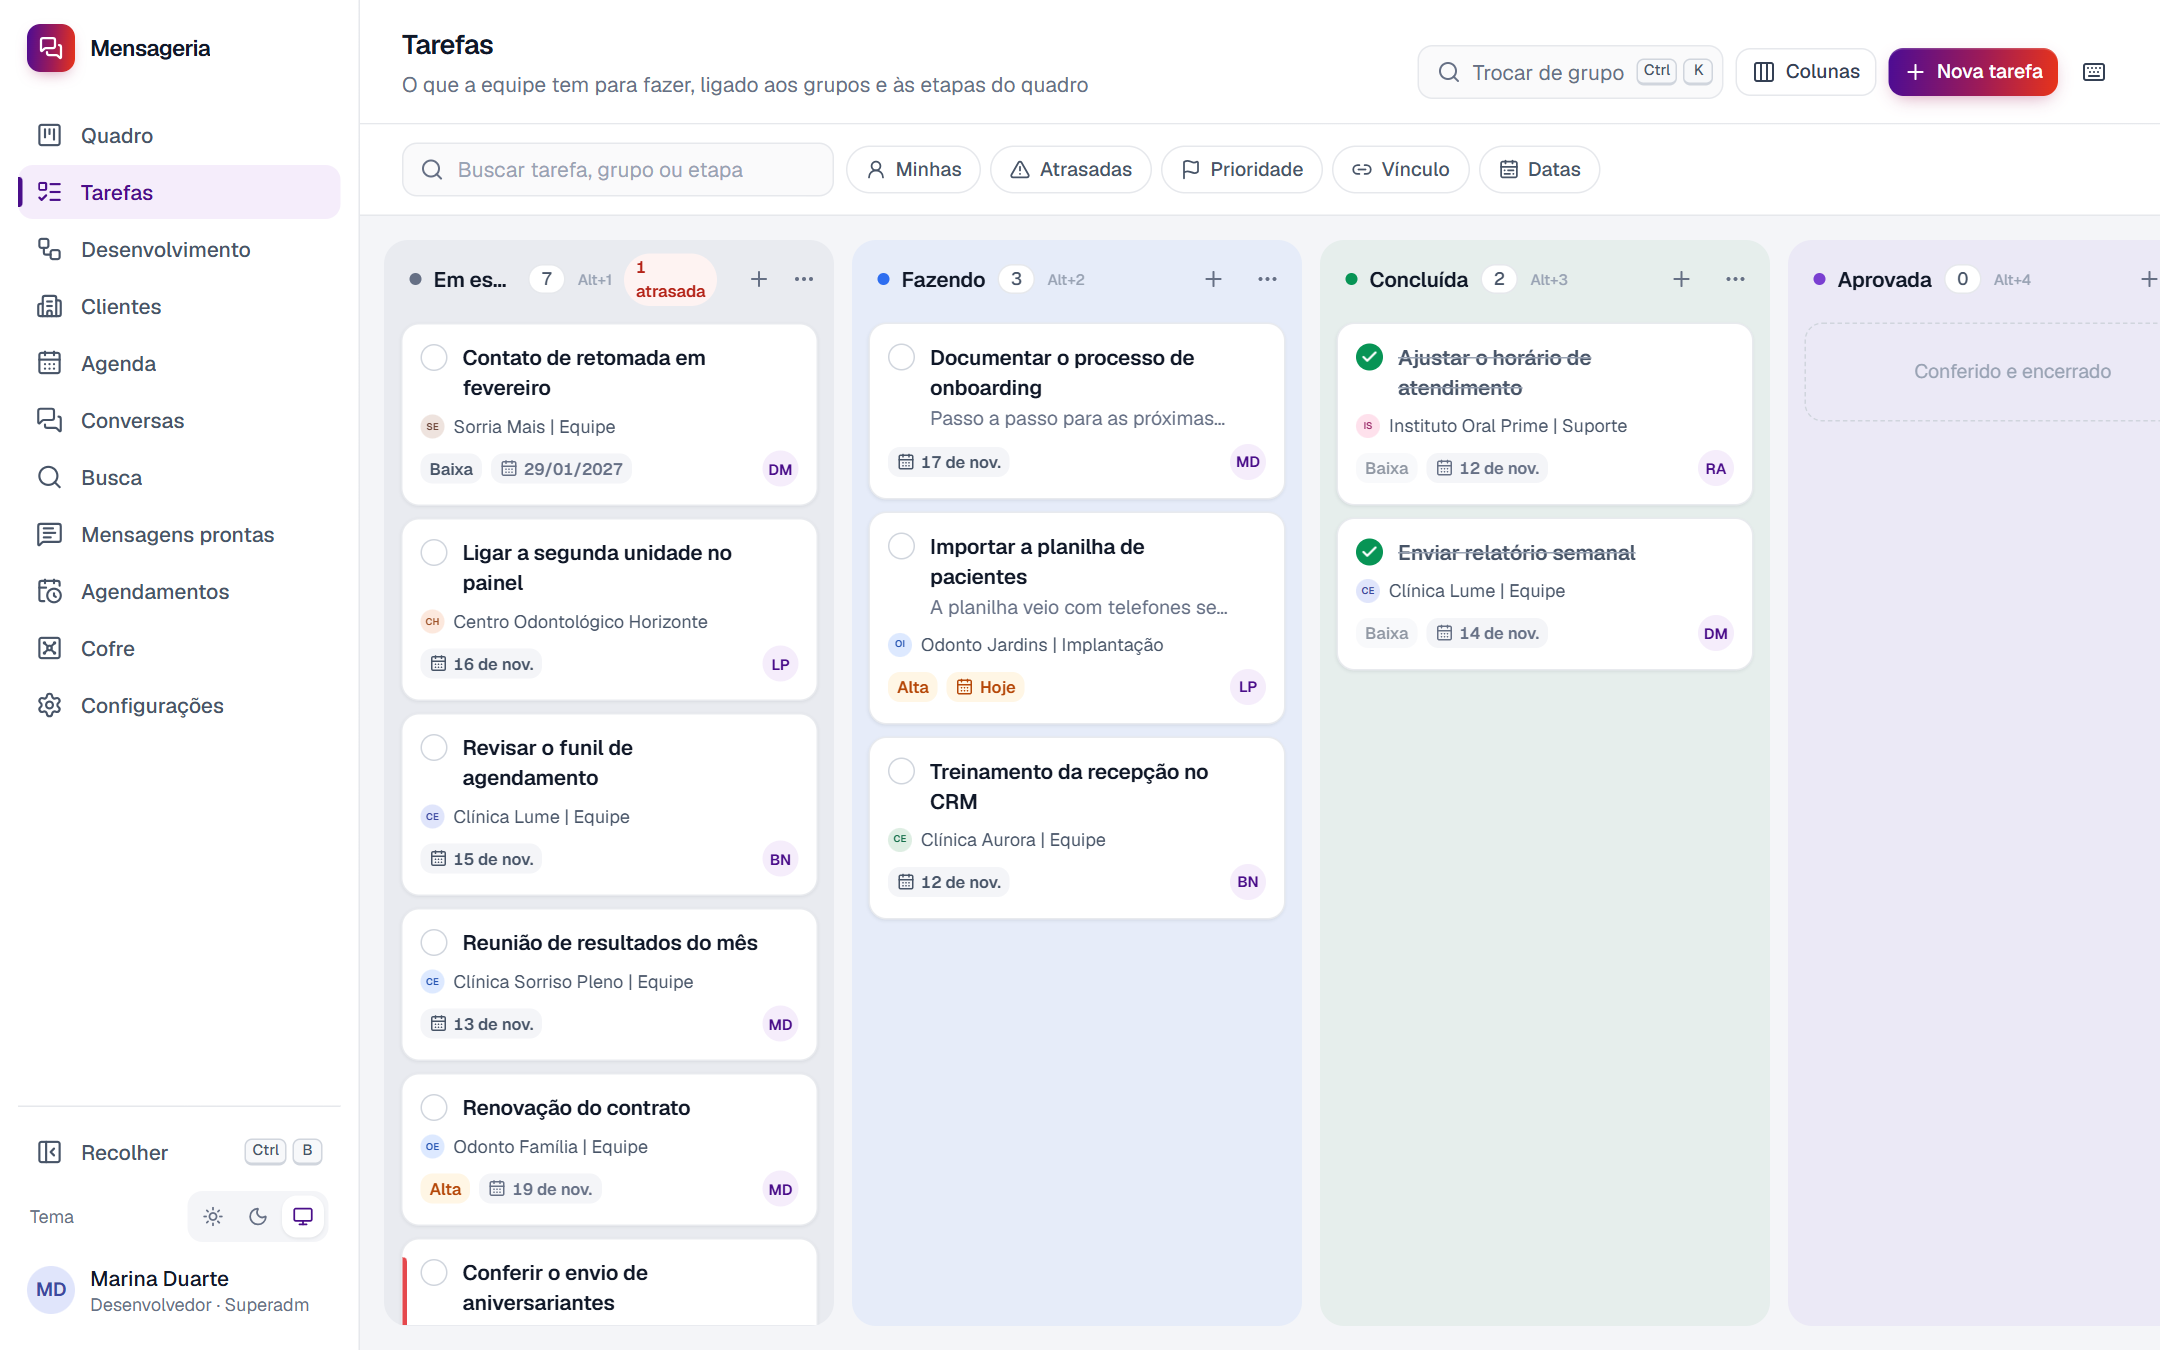 Mensageria
Quadro
Tarefas
Desenvolvimento
Clientes
Agenda
Conversas
Busca
Mensagens prontas
Agendamentos
Cofre
Configurações
Recolher Ctrl B
Tema
MD
Marina Duarte
Desenvolvedor · Superadm
Tarefas
O que a equipe tem para fazer, ligado aos grupos e às etapas do quadro
Trocar de grupo Ctrl K
Colunas
Nova tarefa
Buscar tarefa, grupo ou etapa
Minhas
Atrasadas
Prioridade
Vínculo
Datas
Em es... 7 Alt+1
1
atrasada
Contato de retomada em
fevereiro
SE Sorria Mais | Equipe
Baixa 29/01/2027 DM
Ligar a segunda unidade no
painel
CH Centro Odontológico Horizonte
16 de nov. LP
Revisar o funil de
agendamento
CE Clínica Lume | Equipe
15 de nov. BN
Reunião de resultados do mês
CE Clínica Sorriso Pleno | Equipe
13 de nov. MD
Renovação do contrato
OE Odonto Família | Equipe
Alta 19 de nov. MD
Conferir o envio de
aniversariantes
Fazendo 3 Alt+2
Documentar o processo de
onboarding
Passo a passo para as próximas...
17 de nov. MD
Importar a planilha de
pacientes
A planilha veio com telefones se...
OI Odonto Jardins | Implantação
Alta Hoje LP
Treinamento da recepção no
CRM
CE Clínica Aurora | Equipe
12 de nov. BN
Concluída 2 Alt+3
Ajustar o horário de
atendimento
IS Instituto Oral Prime | Suporte
Baixa 12 de nov. RA
Enviar relatório semanal
CE Clínica Lume | Equipe
Baixa 14 de nov. DM
Aprovada 0 Alt+4
Conferido e encerrado